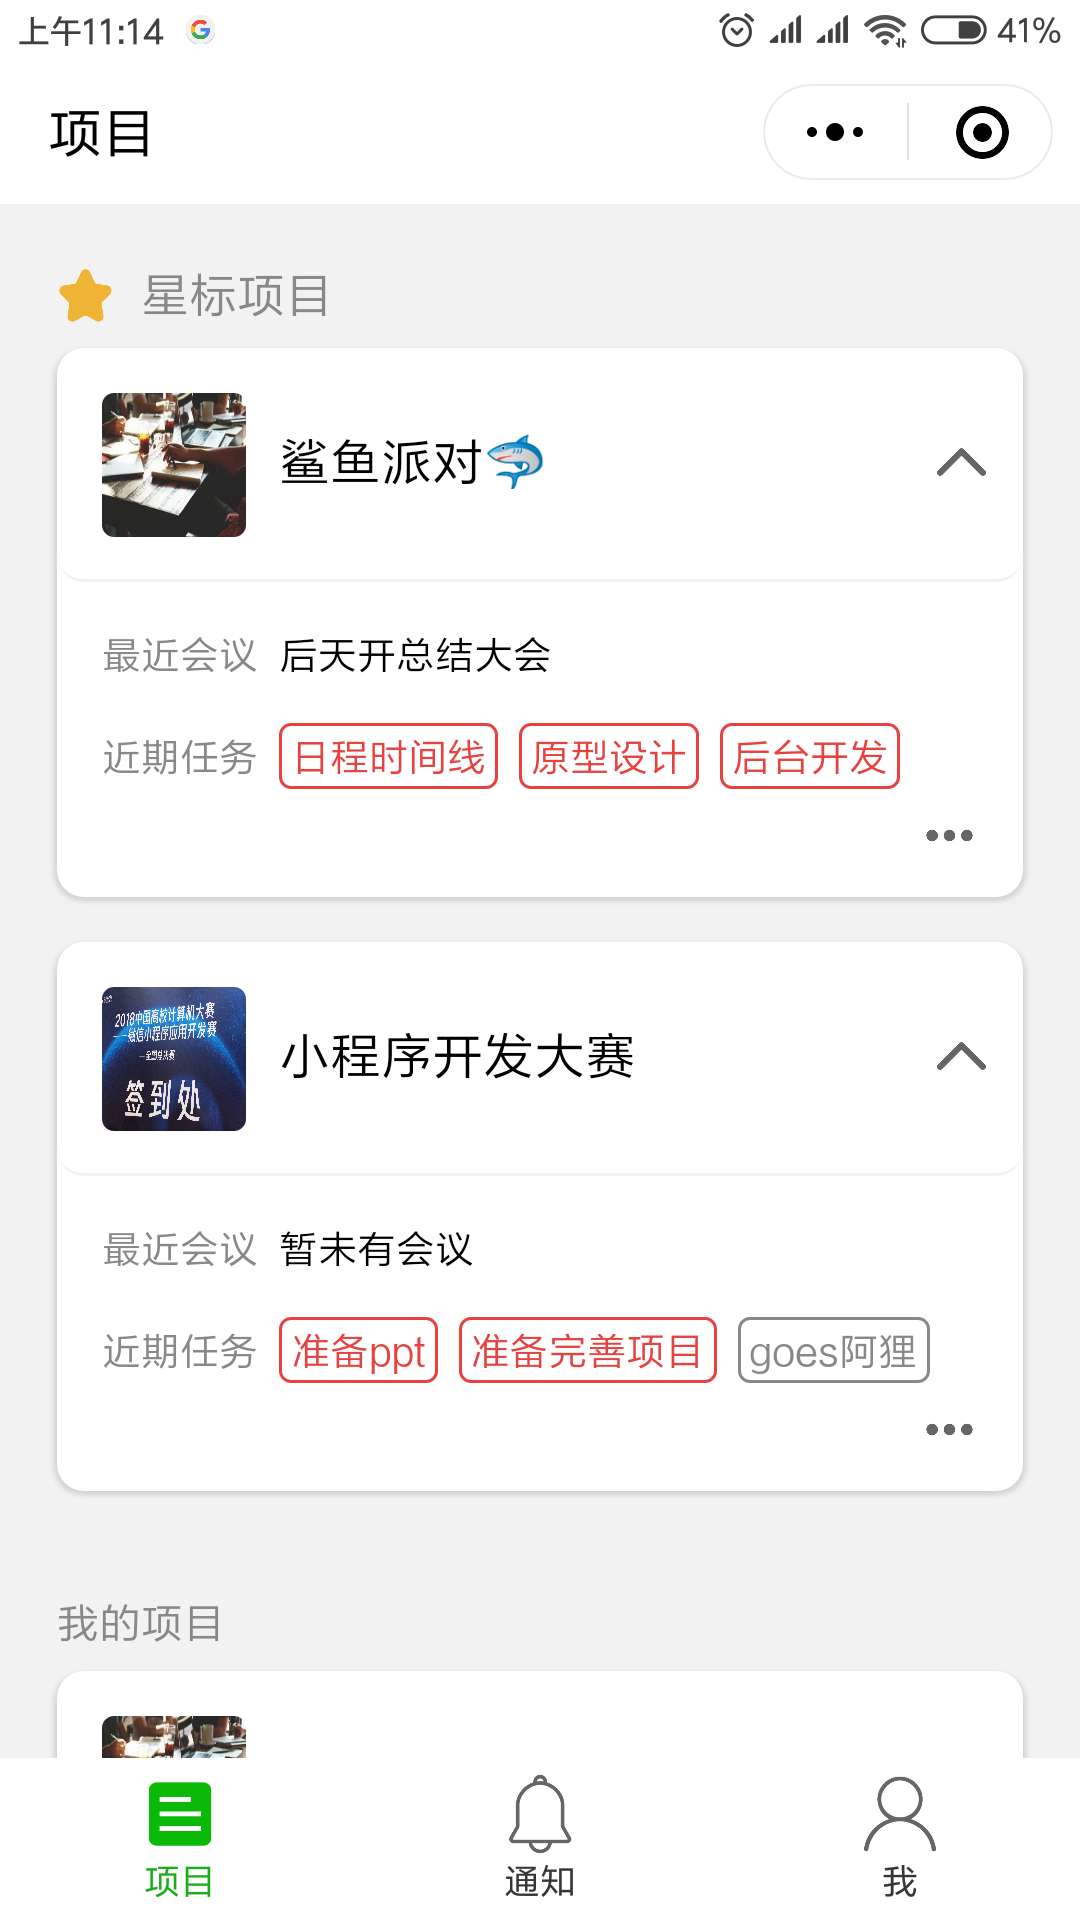 上午11:14
41%
项目
星标项目
鲨鱼派对🦈
最近会议 后天开总结大会
近期任务 日程时间线 原型设计 后台开发
2018中国高校计算机大赛
——微信小程序应用开发赛
—全国总决赛
签到处
小程序开发大赛
最近会议 暂未有会议
近期任务 准备ppt 准备完善项目 goes阿狸
我的项目
项目 通知 我